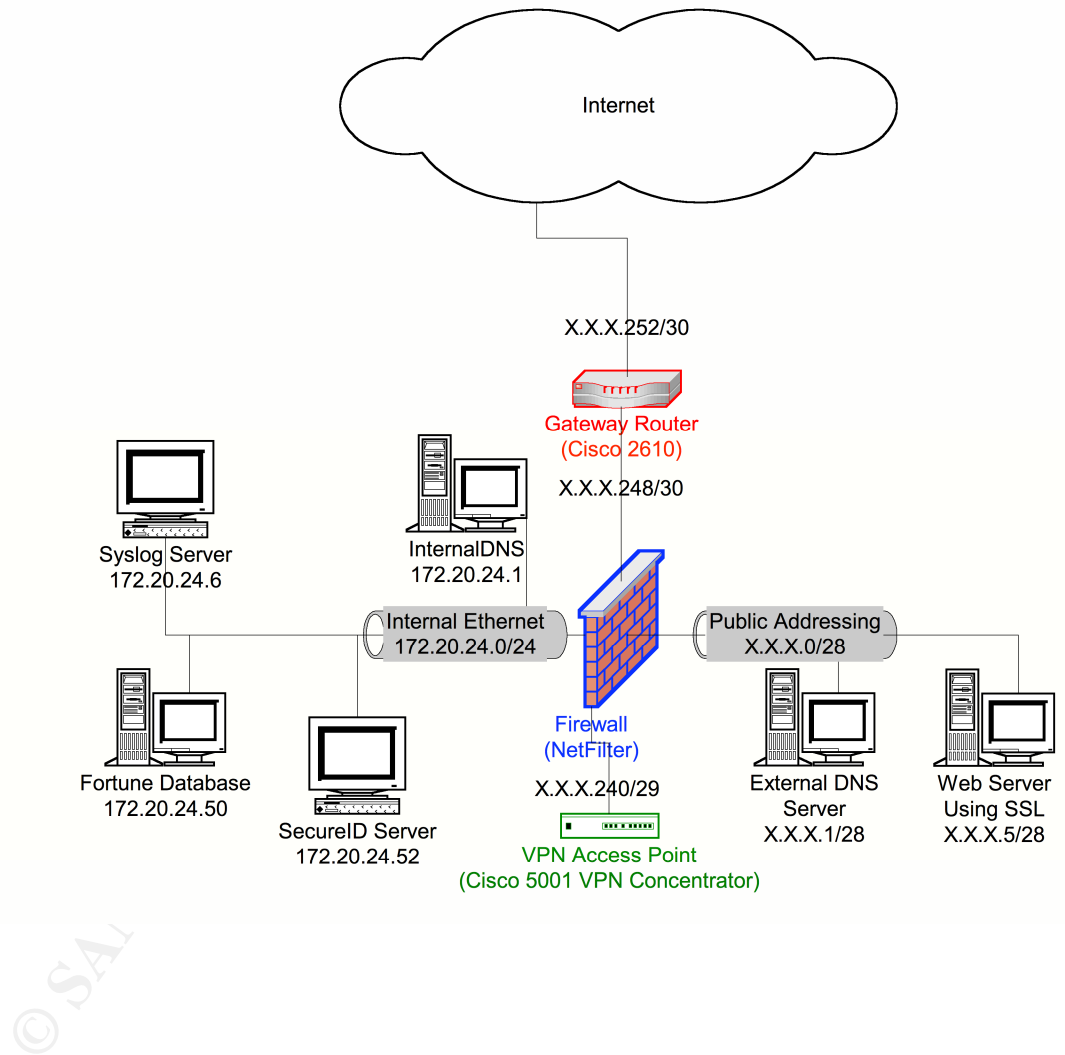 Internet
X.X.X.252/30
Gateway Router
(Cisco 2610)
X.X.X.248/30
Syslog Server
172.20.24.6
InternalDNS
172.20.24.1
Internal Ethernet
172.20.24.0/24
Public Addressing
X.X.X.0/28
Firewall
(NetFilter)
Fortune Database
172.20.24.50
SecureID Server
172.20.24.52
X.X.X.240/29
VPN Access Point
(Cisco 5001 VPN Concentrator)
External DNS
Server
X.X.X.1/28
Web Server
Using SSL
X.X.X.5/28